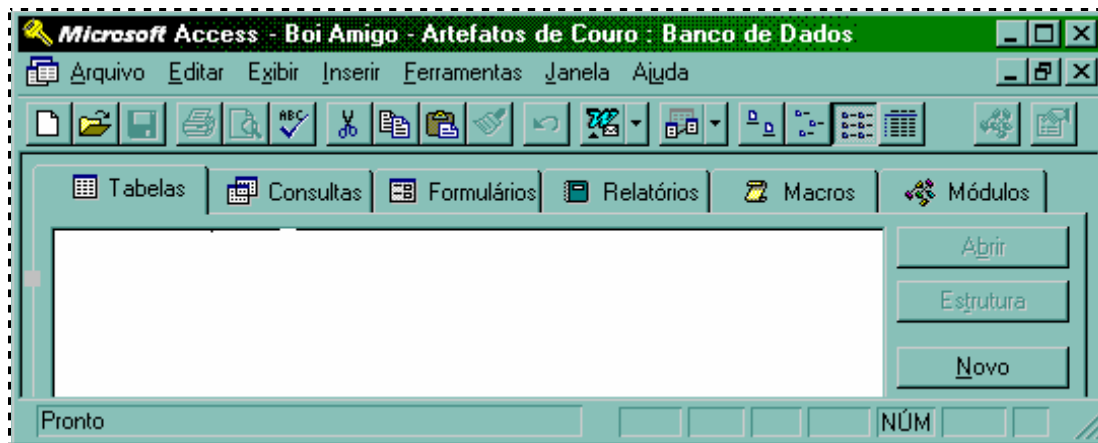 Microsoft Access - Boi Amigo - Artefatos de Couro : Banco de Dados
Arquivo Editar Exibir Inserir Ferramentas Janela Ajuda
ABC
Tabelas Consultas Formulários Relatórios Macros Módulos
Abrir
Estrutura
Novo
Pronto NÚM